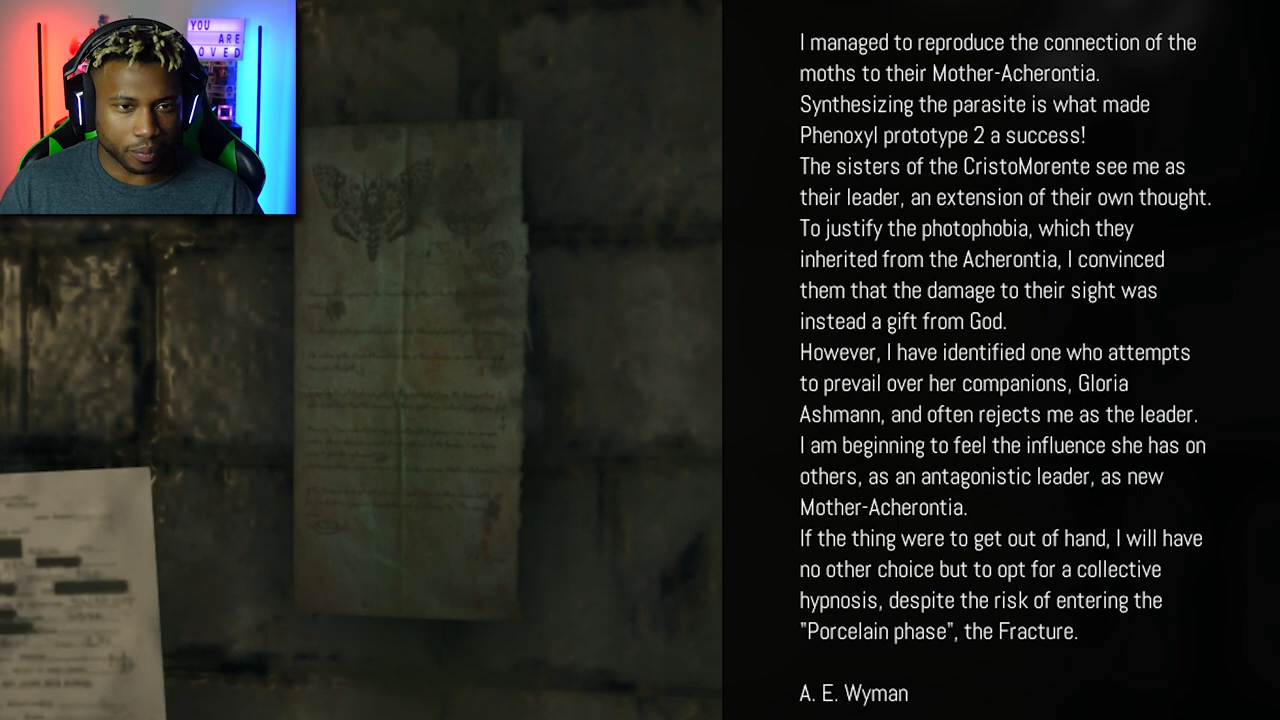 YOU
ARE
OVED
I managed to reproduce the connection of the
moths to their Mother-Acherontia.
Synthesizing the parasite is what made
Phenoxyl prototype 2 a success!
The sisters of the CristoMorente see me as
their leader, an extension of their own thought.
To justify the photophobia, which they
inherited from the Acherontia, I convinced
them that the damage to their sight was
instead a gift from God.
However, I have identified one who attempts
to prevail over her companions, Gloria
Ashmann, and often rejects me as the leader.
I am beginning to feel the influence she has on
others, as an antagonistic leader, as new
Mother-Acherontia.
If the thing were to get out of hand, I will have
no other choice but to opt for a collective
hypnosis, despite the risk of entering the
"Porcelain phase", the Fracture.
A. E. Wyman